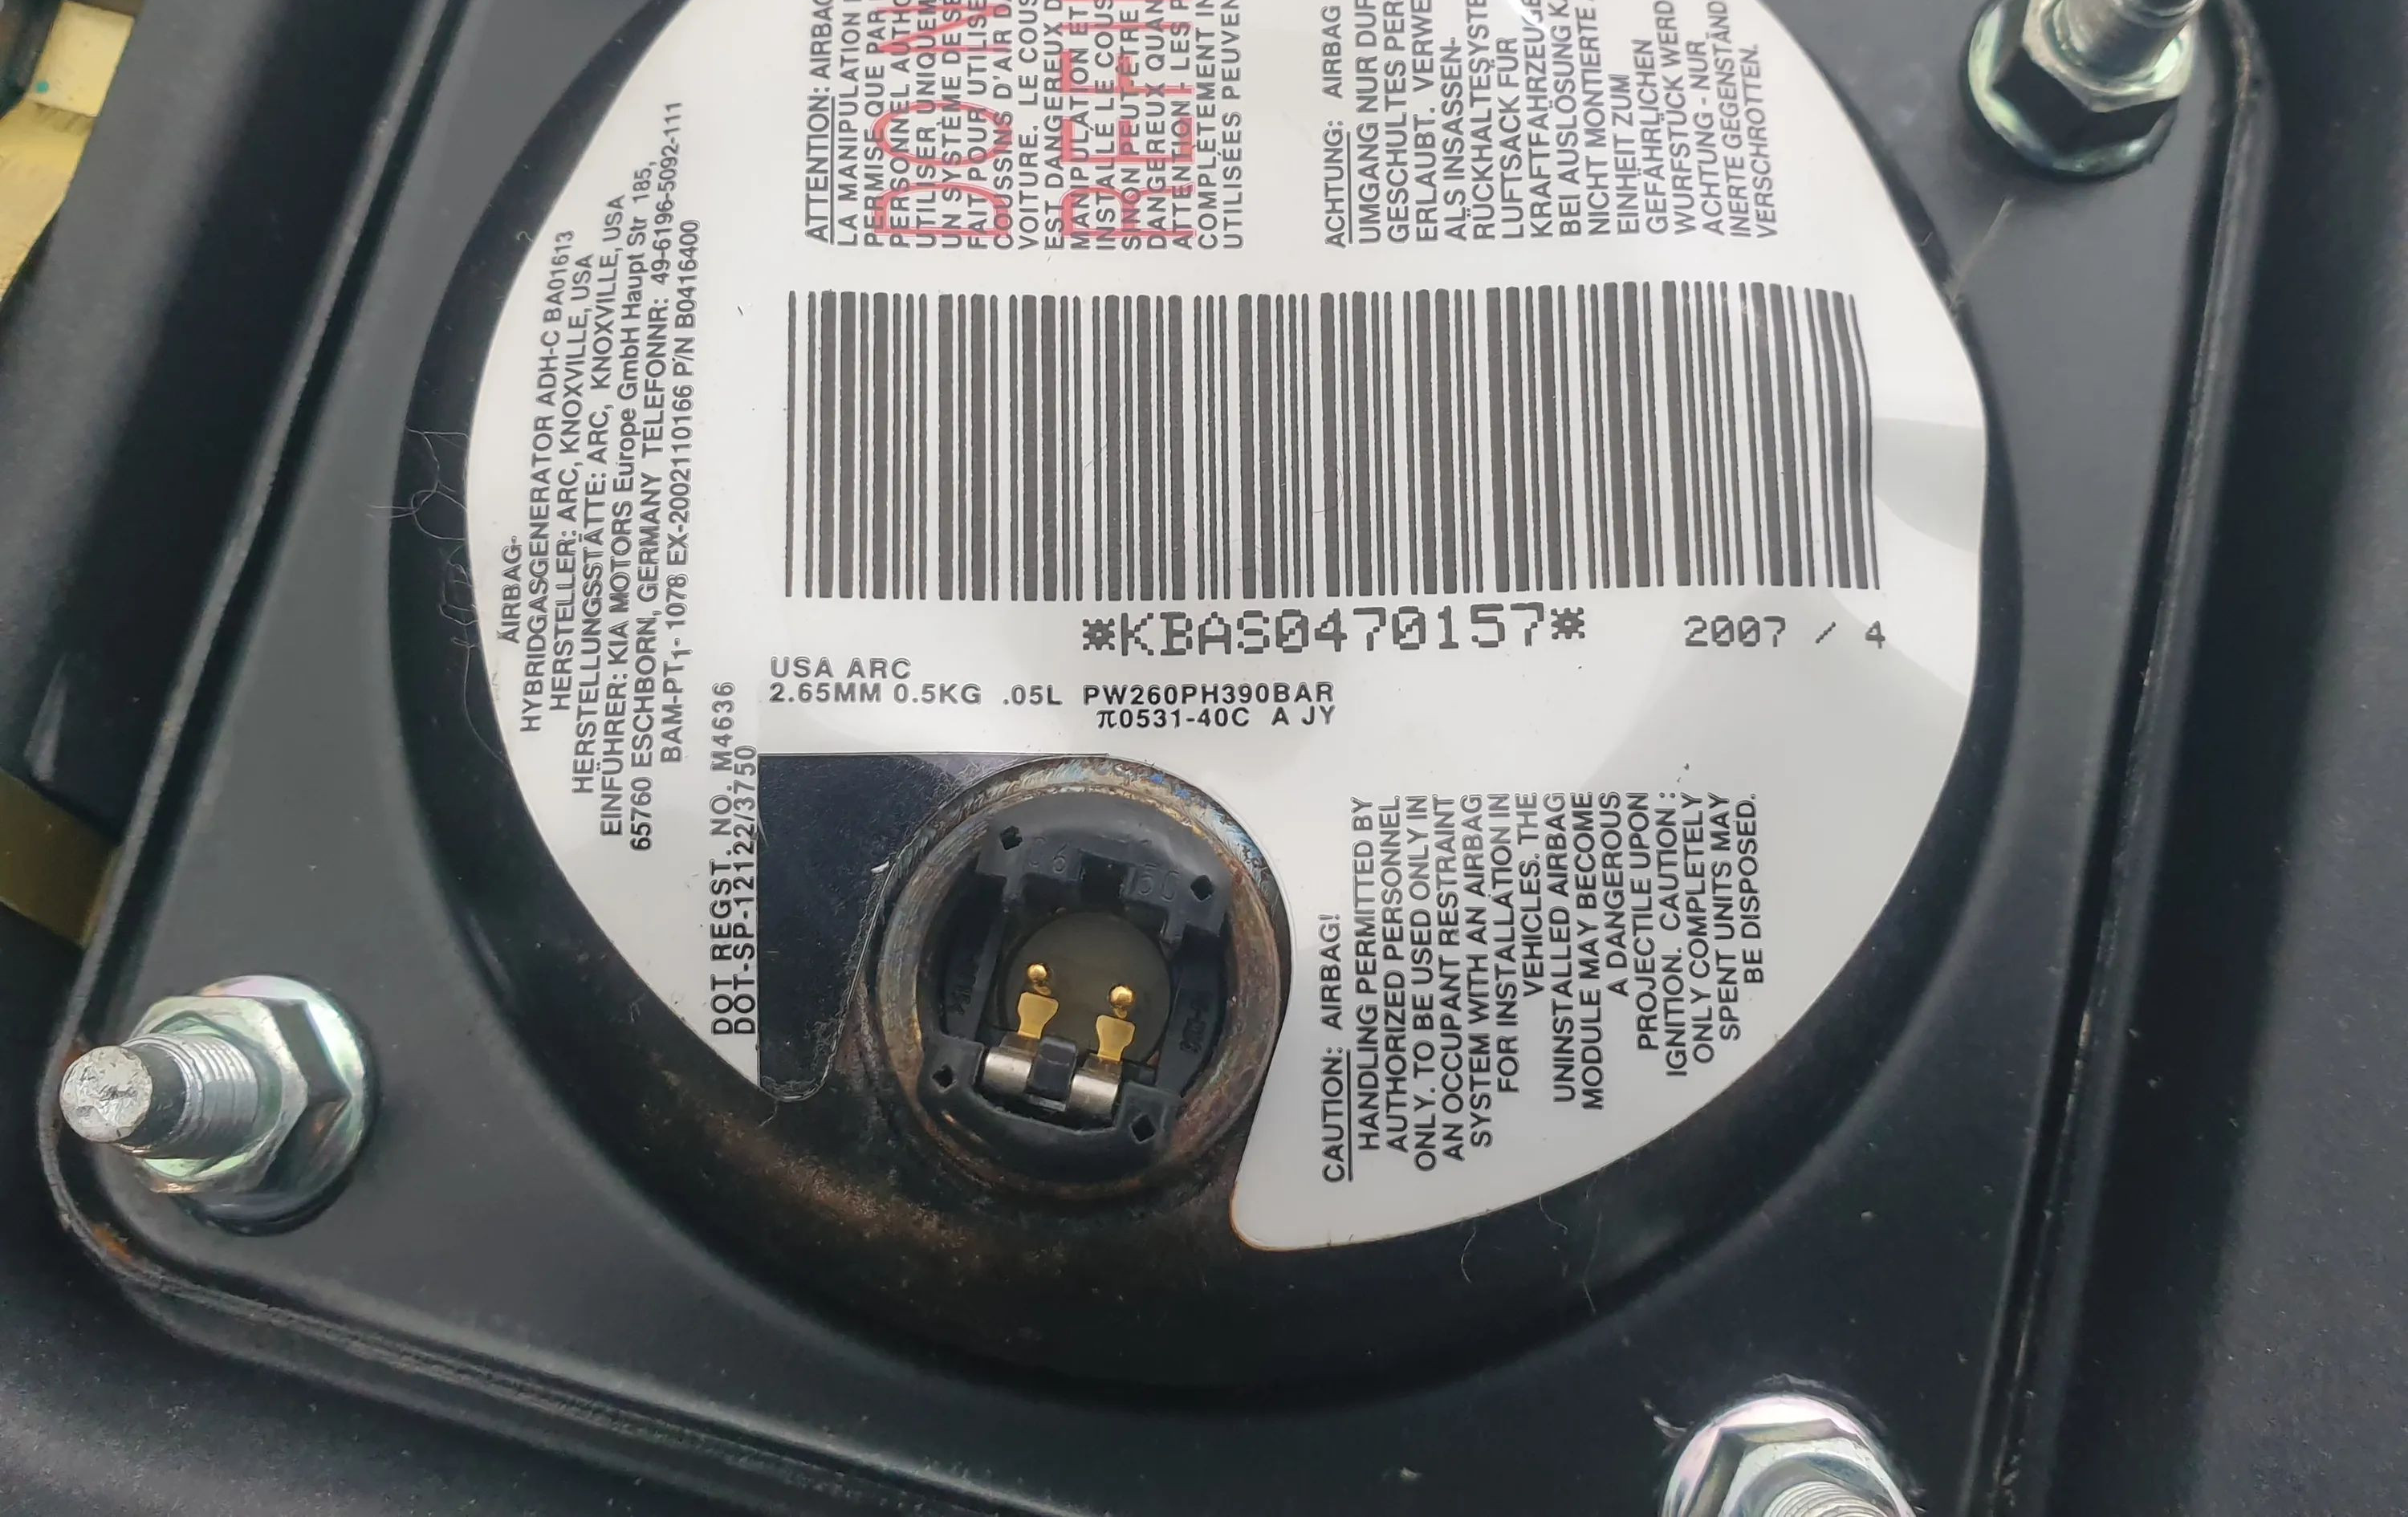 AIRBAG-
HYBRIDGASGENERATOR ADH-C BA01613
HERSTELLER: ARC, KNOXVILLE, USA
HERSTELLUNGSSTÄTTE: ARC, KNOXVILLE, USA
EINFÜHRER: KIA MOTORS Europe GmbH Haupt Str 185,
65760 ESCHBORN, GERMANY TELEFONNR: 49-6196-5092-111
BAM-PT1- 1078 EX-2002110166 P/N B0416400
DOT REGST. NO. M4636
DOT-SP-12122/3750
ATTENTION: AIRBAG
LA MANIPULATION
PERMISE QUE PAR
PERSONNEL
UTILISER UNIQUEM
UN SYSTÈME DE SE
FAIT POUR UTILISE
COUSSINS D'AIR DA
VOITURE. LE COUS
EST DANGEREUX D
MANIPULATION ET
INSTALLÉ LE COUS
SINON PEUT ÊTRE
DANGEREUX QUAN
ATTENTION. LES P
COMPLÈTEMENT IN
UTILISÉES PEUVEN
ACHTUNG: AIRBAG
UMGANG NUR DUR
GESCHULTES PER
ERLAUBT. VERWE
ALS INSASSEN-
RÜCKHALTESYSTE
LUFTSACK FÜR
KRAFTFAHRZEUGE
BEI AUSLÖSUNG K
NICHT MONTIERTE
EINHEIT ZUM
GEFÄHRLICHEN
WURFSTÜCK WERD
ACHTUNG - NUR
INERTE GEGENSTÄND
VERSCHROTTEN.
*KBAS0470157* 2007 / 4
USA ARC
2.65MM 0.5KG .05L PW260PH390BAR
π0531-40C A JY
CAUTION: AIRBAG!
HANDLING PERMITTED BY
AUTHORIZED PERSONNEL
ONLY. TO BE USED ONLY IN
AN OCCUPANT RESTRAINT
SYSTEM WITH AN AIRBAG
FOR INSTALLATION IN
VEHICLES. THE
UNINSTALLED AIRBAG
MODULE MAY BECOME
A DANGEROUS
PROJECTILE UPON
IGNITION. CAUTION :
ONLY COMPLETELY
SPENT UNITS MAY
BE DISPOSED.